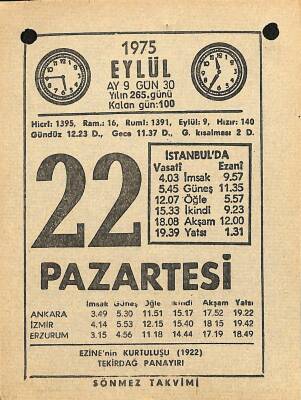 1975
EYLÜL
AY 9 GÜN 30
Yılın 265. günü
Kalan gün: 100
Hicri: 1395, Ram.: 16, Rumi: 1391, Eylül: 9, Hızır: 140
Gündüz 12.23 D., Gece 11.37 D., G. kısalması 2 D.
22
İSTANBUL'DA
Vasati Ezani
4.03 İmsak 9.57
5.45 Güneş 11.35
12.07 Öğle 5.57
15.33 İkindi 9.23
18.08 Akşam 12.00
19.39 Yatsı 1.31
PAZARTESİ
İmsak Güneş Öğle İkindi Akşam Yatsı
ANKARA 3.49 5.30 11.51 15.17 17.52 19.22
İZMİR 4.14 5.53 12.15 15.40 18.15 19.42
ERZURUM 3.15 4.56 11.18 14.44 17.19 18.49
EZİNE'nin KURTULUŞU (1922)
TEKİRDAĞ PANAYIRI
SÖNMEZ TAKVİMİ